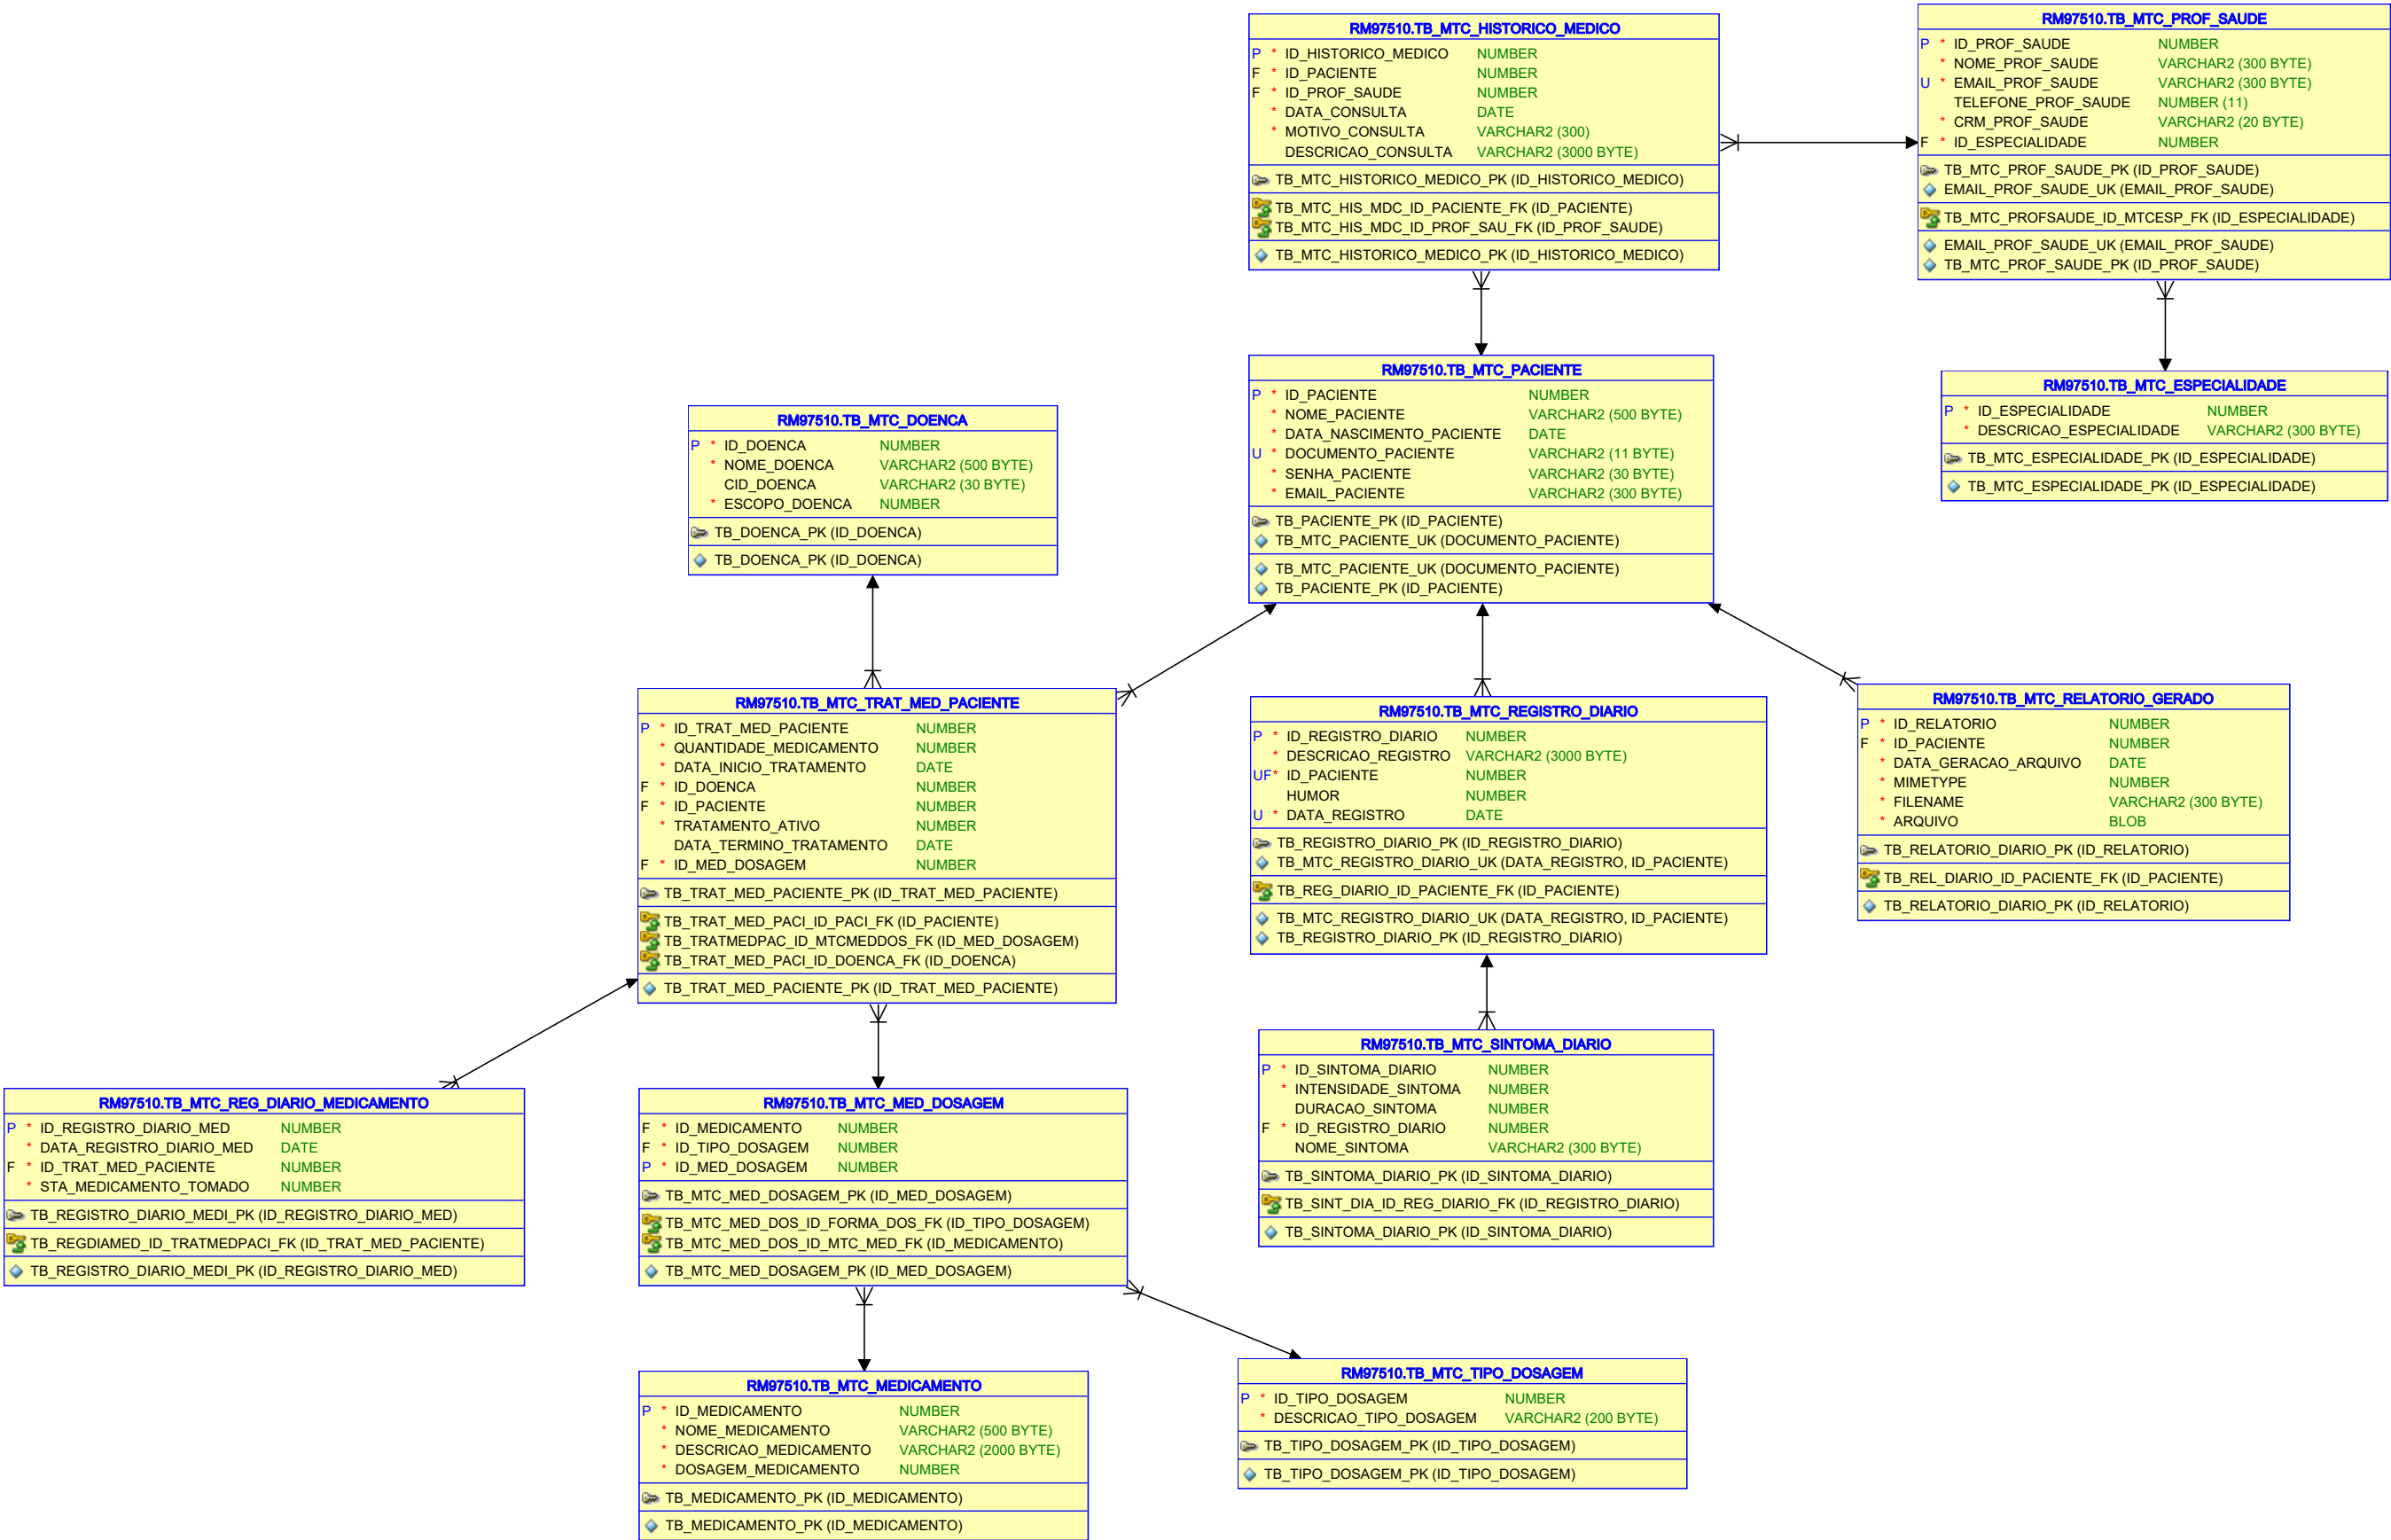 RM97510.TB_MTC_HISTORICO_MEDICO
P * ID_HISTORICO_MEDICO NUMBER
F * ID_PACIENTE NUMBER
F * ID_PROF_SAUDE NUMBER
* DATA_CONSULTA DATE
* MOTIVO_CONSULTA VARCHAR2 (300)
DESCRICAO_CONSULTA VARCHAR2 (3000 BYTE)
TB_MTC_HISTORICO_MEDICO_PK (ID_HISTORICO_MEDICO)
TB_MTC_HIS_MDC_ID_PACIENTE_FK (ID_PACIENTE)
TB_MTC_HIS_MDC_ID_PROF_SAU_FK (ID_PROF_SAUDE)
TB_MTC_HISTORICO_MEDICO_PK (ID_HISTORICO_MEDICO)
RM97510.TB_MTC_PROF_SAUDE
P * ID_PROF_SAUDE NUMBER
* NOME_PROF_SAUDE VARCHAR2 (300 BYTE)
U * EMAIL_PROF_SAUDE VARCHAR2 (300 BYTE)
TELEFONE_PROF_SAUDE NUMBER (11)
* CRM_PROF_SAUDE VARCHAR2 (20 BYTE)
F * ID_ESPECIALIDADE NUMBER
TB_MTC_PROF_SAUDE_PK (ID_PROF_SAUDE)
EMAIL_PROF_SAUDE_UK (EMAIL_PROF_SAUDE)
TB_MTC_PROFSAUDE_ID_MTCESP_FK (ID_ESPECIALIDADE)
EMAIL_PROF_SAUDE_UK (EMAIL_PROF_SAUDE)
TB_MTC_PROF_SAUDE_PK (ID_PROF_SAUDE)
RM97510.TB_MTC_PACIENTE
P * ID_PACIENTE NUMBER
* NOME_PACIENTE VARCHAR2 (500 BYTE)
* DATA_NASCIMENTO_PACIENTE DATE
U * DOCUMENTO_PACIENTE VARCHAR2 (11 BYTE)
* SENHA_PACIENTE VARCHAR2 (30 BYTE)
* EMAIL_PACIENTE VARCHAR2 (300 BYTE)
TB_PACIENTE_PK (ID_PACIENTE)
TB_MTC_PACIENTE_UK (DOCUMENTO_PACIENTE)
TB_MTC_PACIENTE_UK (DOCUMENTO_PACIENTE)
TB_PACIENTE_PK (ID_PACIENTE)
RM97510.TB_MTC_ESPECIALIDADE
P * ID_ESPECIALIDADE NUMBER
* DESCRICAO_ESPECIALIDADE VARCHAR2 (300 BYTE)
TB_MTC_ESPECIALIDADE_PK (ID_ESPECIALIDADE)
TB_MTC_ESPECIALIDADE_PK (ID_ESPECIALIDADE)
RM97510.TB_MTC_DOENCA
P * ID_DOENCA NUMBER
* NOME_DOENCA VARCHAR2 (500 BYTE)
CID_DOENCA VARCHAR2 (30 BYTE)
* ESCOPO_DOENCA NUMBER
TB_DOENCA_PK (ID_DOENCA)
TB_DOENCA_PK (ID_DOENCA)
RM97510.TB_MTC_TRAT_MED_PACIENTE
P * ID_TRAT_MED_PACIENTE NUMBER
* QUANTIDADE_MEDICAMENTO NUMBER
* DATA_INICIO_TRATAMENTO DATE
F * ID_DOENCA NUMBER
F * ID_PACIENTE NUMBER
* TRATAMENTO_ATIVO NUMBER
DATA_TERMINO_TRATAMENTO DATE
F * ID_MED_DOSAGEM NUMBER
TB_TRAT_MED_PACIENTE_PK (ID_TRAT_MED_PACIENTE)
TB_TRAT_MED_PACI_ID_PACI_FK (ID_PACIENTE)
TB_TRATMEDPAC_ID_MTCMEDDOS_FK (ID_MED_DOSAGEM)
TB_TRAT_MED_PACI_ID_DOENCA_FK (ID_DOENCA)
TB_TRAT_MED_PACIENTE_PK (ID_TRAT_MED_PACIENTE)
RM97510.TB_MTC_REGISTRO_DIARIO
P * ID_REGISTRO_DIARIO NUMBER
* DESCRICAO_REGISTRO VARCHAR2 (3000 BYTE)
UF* ID_PACIENTE NUMBER
HUMOR NUMBER
U * DATA_REGISTRO DATE
TB_REGISTRO_DIARIO_PK (ID_REGISTRO_DIARIO)
TB_MTC_REGISTRO_DIARIO_UK (DATA_REGISTRO, ID_PACIENTE)
TB_REG_DIARIO_ID_PACIENTE_FK (ID_PACIENTE)
TB_MTC_REGISTRO_DIARIO_UK (DATA_REGISTRO, ID_PACIENTE)
TB_REGISTRO_DIARIO_PK (ID_REGISTRO_DIARIO)
RM97510.TB_MTC_RELATORIO_GERADO
P * ID_RELATORIO NUMBER
F * ID_PACIENTE NUMBER
* DATA_GERACAO_ARQUIVO DATE
* MIMETYPE NUMBER
* FILENAME VARCHAR2 (300 BYTE)
* ARQUIVO BLOB
TB_RELATORIO_DIARIO_PK (ID_RELATORIO)
TB_REL_DIARIO_ID_PACIENTE_FK (ID_PACIENTE)
TB_RELATORIO_DIARIO_PK (ID_RELATORIO)
RM97510.TB_MTC_REG_DIARIO_MEDICAMENTO
P * ID_REGISTRO_DIARIO_MED NUMBER
* DATA_REGISTRO_DIARIO_MED DATE
F * ID_TRAT_MED_PACIENTE NUMBER
* STA_MEDICAMENTO_TOMADO NUMBER
TB_REGISTRO_DIARIO_MEDI_PK (ID_REGISTRO_DIARIO_MED)
TB_REGDIAMED_ID_TRATMEDPACI_FK (ID_TRAT_MED_PACIENTE)
TB_REGISTRO_DIARIO_MEDI_PK (ID_REGISTRO_DIARIO_MED)
RM97510.TB_MTC_MED_DOSAGEM
F * ID_MEDICAMENTO NUMBER
F * ID_TIPO_DOSAGEM NUMBER
P * ID_MED_DOSAGEM NUMBER
TB_MTC_MED_DOSAGEM_PK (ID_MED_DOSAGEM)
TB_MTC_MED_DOS_ID_FORMA_DOS_FK (ID_TIPO_DOSAGEM)
TB_MTC_MED_DOS_ID_MTC_MED_FK (ID_MEDICAMENTO)
TB_MTC_MED_DOSAGEM_PK (ID_MED_DOSAGEM)
RM97510.TB_MTC_SINTOMA_DIARIO
P * ID_SINTOMA_DIARIO NUMBER
* INTENSIDADE_SINTOMA NUMBER
DURACAO_SINTOMA NUMBER
F * ID_REGISTRO_DIARIO NUMBER
NOME_SINTOMA VARCHAR2 (300 BYTE)
TB_SINTOMA_DIARIO_PK (ID_SINTOMA_DIARIO)
TB_SINT_DIA_ID_REG_DIARIO_FK (ID_REGISTRO_DIARIO)
TB_SINTOMA_DIARIO_PK (ID_SINTOMA_DIARIO)
RM97510.TB_MTC_MEDICAMENTO
P * ID_MEDICAMENTO NUMBER
* NOME_MEDICAMENTO VARCHAR2 (500 BYTE)
* DESCRICAO_MEDICAMENTO VARCHAR2 (2000 BYTE)
* DOSAGEM_MEDICAMENTO NUMBER
TB_MEDICAMENTO_PK (ID_MEDICAMENTO)
TB_MEDICAMENTO_PK (ID_MEDICAMENTO)
RM97510.TB_MTC_TIPO_DOSAGEM
P * ID_TIPO_DOSAGEM NUMBER
* DESCRICAO_TIPO_DOSAGEM VARCHAR2 (200 BYTE)
TB_TIPO_DOSAGEM_PK (ID_TIPO_DOSAGEM)
TB_TIPO_DOSAGEM_PK (ID_TIPO_DOSAGEM)